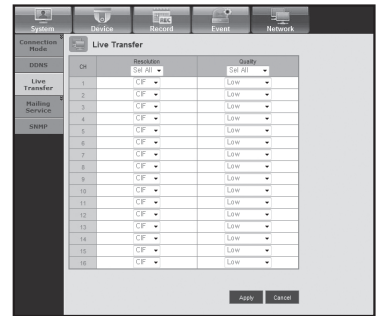 System Device Record Event Network
Connection Mode
DDNS
Live Transfer
Mailing Service
SNMP
Live Transfer
CH Resolution Quality
Sel All Sel All
1 CIF Low
2 CIF Low
3 CIF Low
4 CIF Low
5 CIF Low
6 CIF Low
7 CIF Low
8 CIF Low
9 CIF Low
10 CIF Low
11 CIF Low
12 CIF Low
13 CIF Low
14 CIF Low
15 CIF Low
16 CIF Low
Apply Cancel